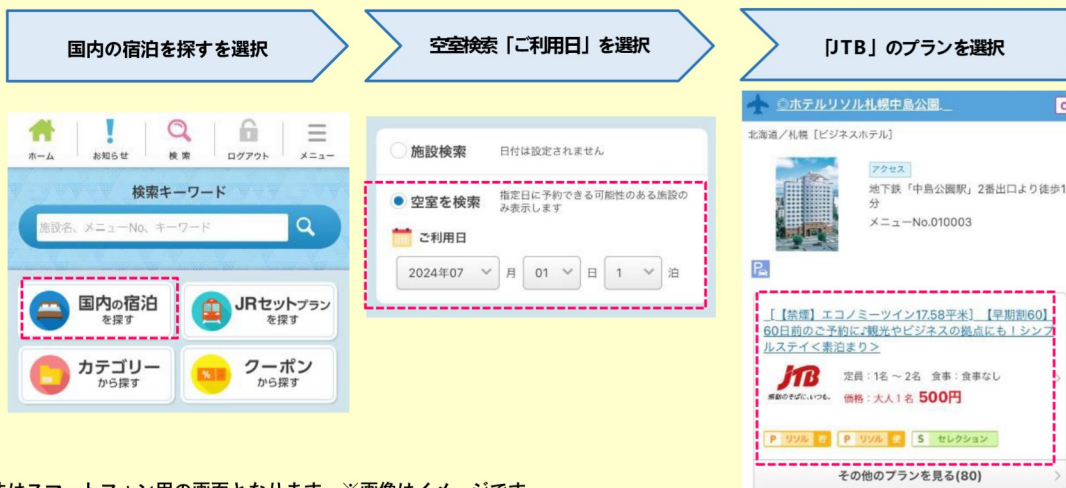 国内の宿泊を探すを選択
空室検索「ご利用日」を選択
「JTB」のプランを選択
ホーム
お知らせ
検索
ログアウト
メニュー
検索キーワード
施設名、メニューNo、キーワード
国内の宿泊
を探す
JRセットプラン
を探す
カテゴリー
から探す
クーポン
から探す
施設検索 日付は設定されません
空室を検索 指定日に予約できる可能性のある施設の
み表示します
ご利用日
2024年07 月 01 日 1 泊
◎ホテルリソル札幌中島公園
北海道／札幌［ビジネスホテル］
アクセス
地下鉄「中島公園駅」2番出口より徒歩1
分
メニューNo.010003
［【禁煙】エコノミーツイン17.58平米］【早期割60】
60日前のご予約に♪観光やビジネスの拠点にも！シンプ
ルステイ＜素泊まり＞
JTB
感動のそばに、いつも。
定員：1名 ～ 2名 食事：食事なし
価格：大人1名 500円
P リソル 貯
P リソル 使
S セレクション
その他のプランを見る(80)
はスマートフォン用の画面となります。※画像はイメージです。